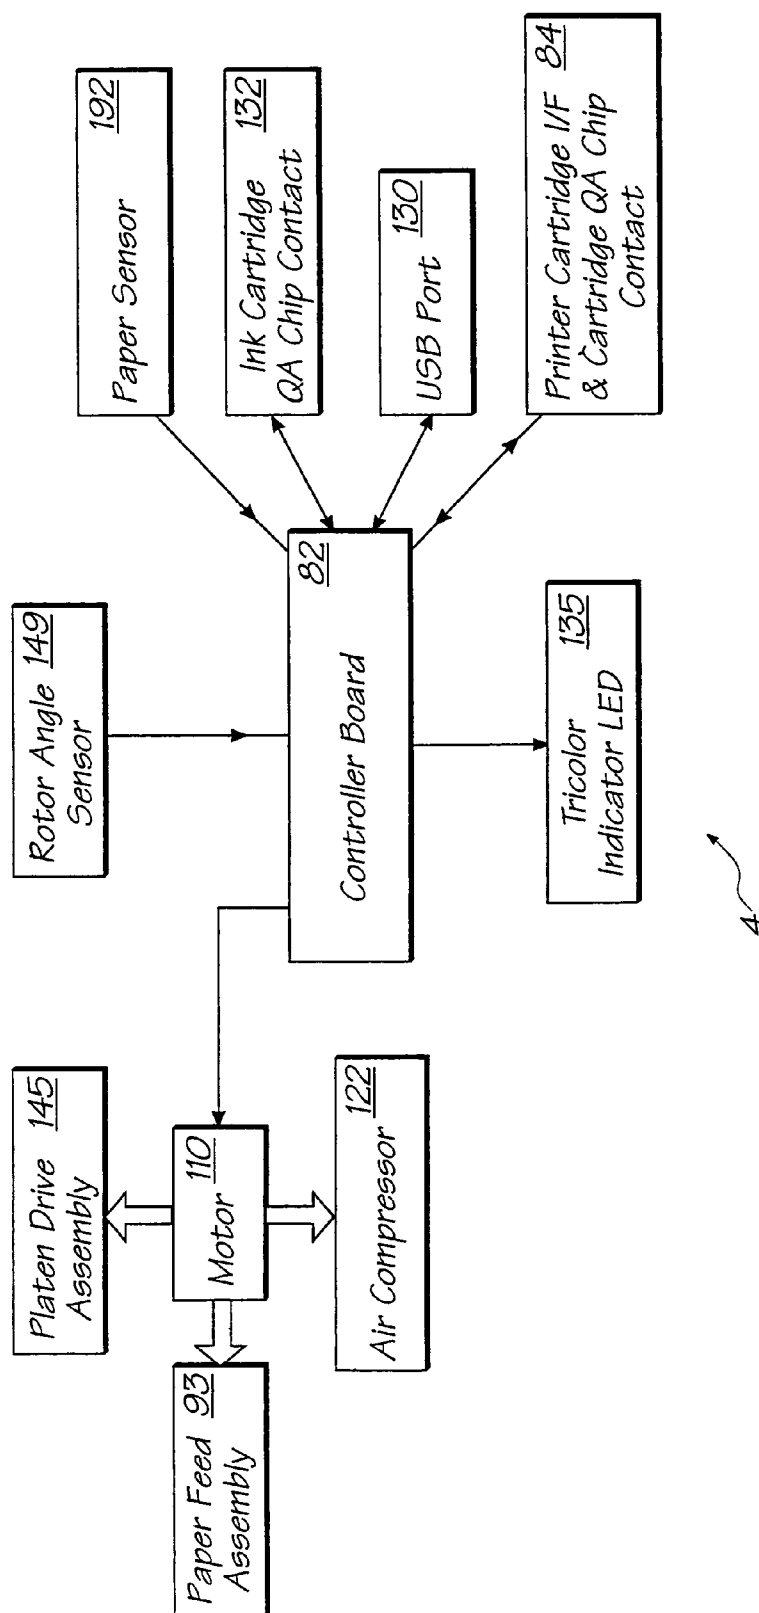 Paper Feed 93
Assembly
Platen Drive 145
Assembly
110
Motor
122
Air Compressor
Rotor Angle 149
Sensor
82
Controller Board
Tricolor 135
Indicator LED
192
Paper Sensor
Ink Cartridge 132
QA Chip Contact
130
USB Port
Printer Cartridge I/F 84
& Cartridge QA Chip
Contact
4